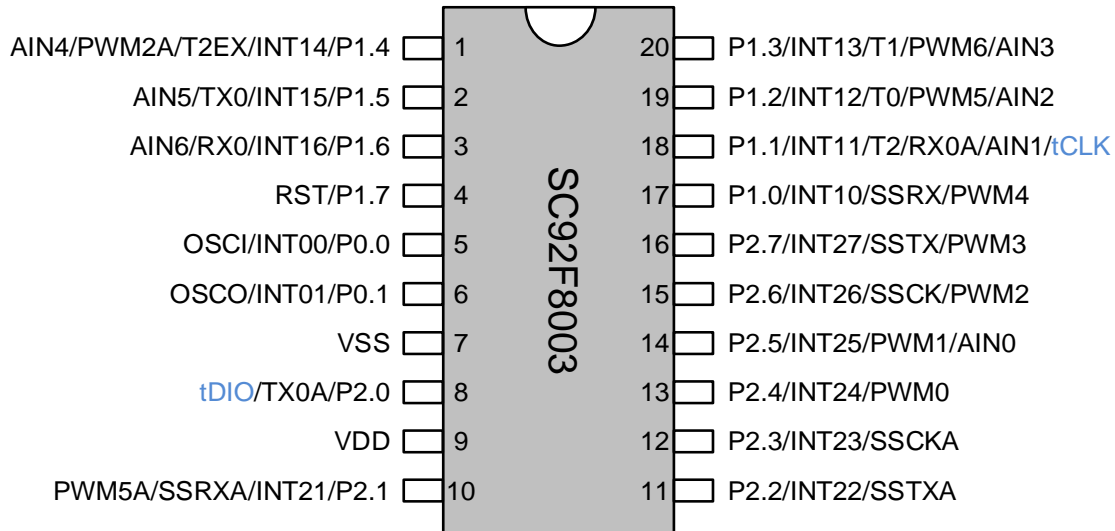 AIN4/PWM2A/T2EX/INT14/P1.4 1 20 P1.3/INT13/T1/PWM6/AIN3
AIN5/TX0/INT15/P1.5 2 19 P1.2/INT12/T0/PWM5/AIN2
AIN6/RX0/INT16/P1.6 3 18 P1.1/INT11/T2/RX0A/AIN1/tCLK
RST/P1.7 4 17 P1.0/INT10/SSRX/PWM4
OSCI/INT00/P0.0 5 16 P2.7/INT27/SSTX/PWM3
OSCO/INT01/P0.1 6 15 P2.6/INT26/SSCK/PWM2
VSS 7 14 P2.5/INT25/PWM1/AIN0
tDIO/TX0A/P2.0 8 13 P2.4/INT24/PWM0
VDD 9 12 P2.3/INT23/SSCKA
PWM5A/SSRXA/INT21/P2.1 10 11 P2.2/INT22/SSTXA
SC92F8003